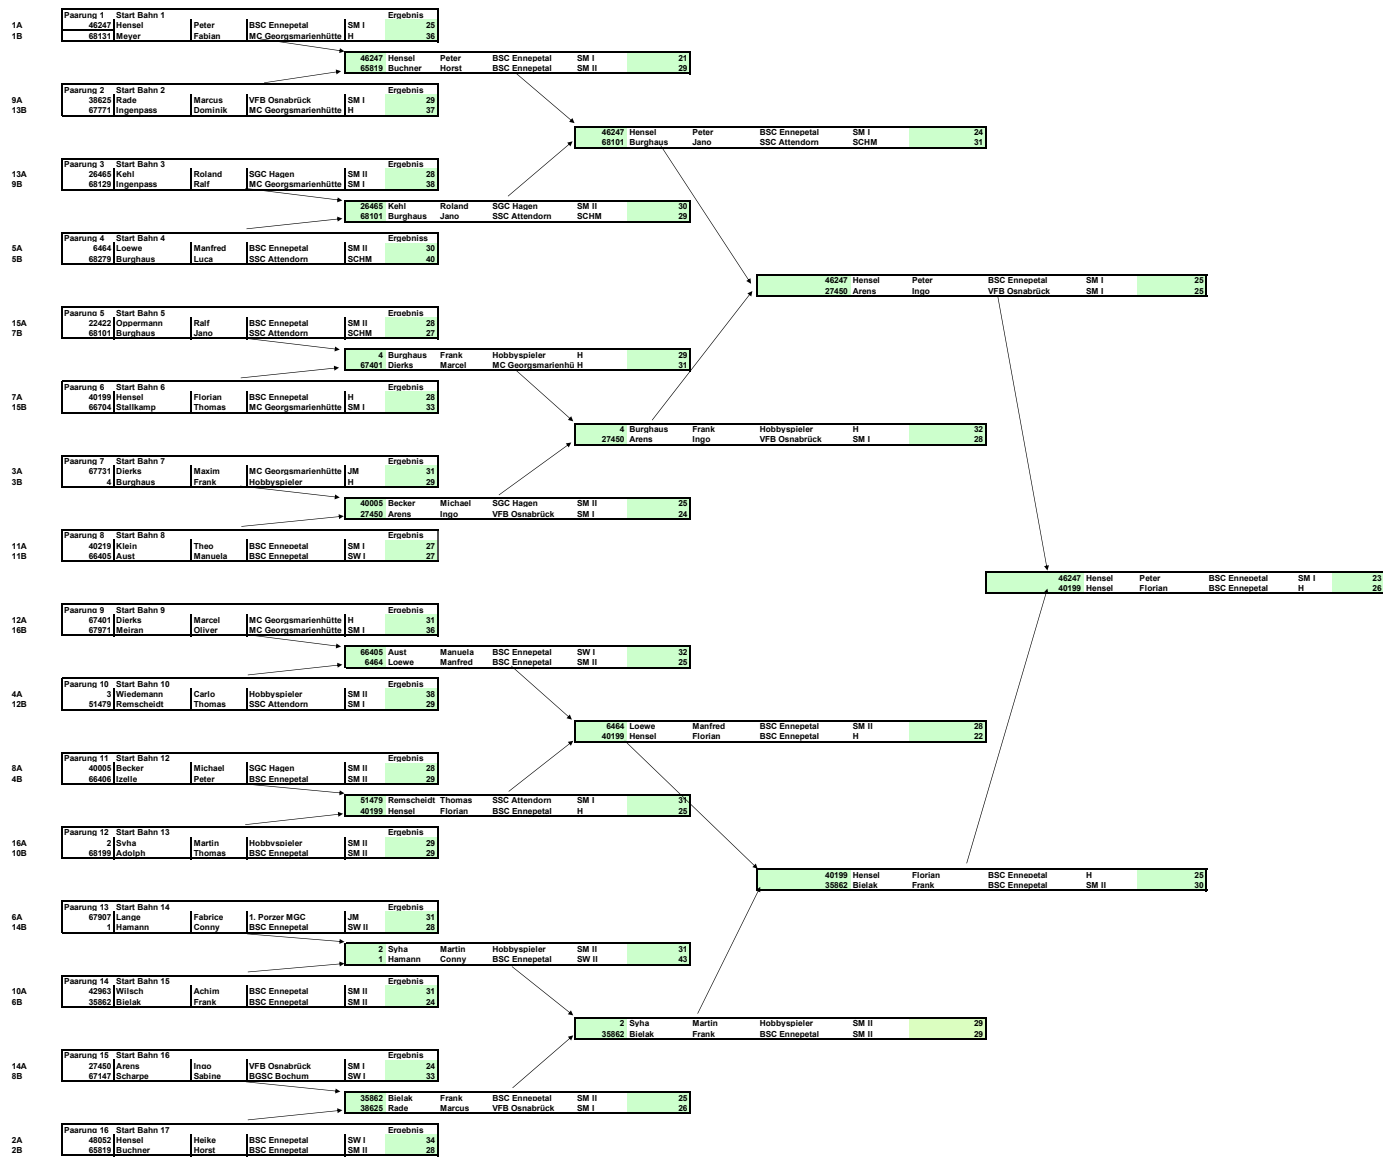 Paarung 1 Start Bahn 1 Ergebnis
1A 46247 Hensel Peter BSC Ennepetal SM I 25
1B 68131 Meyer Fabian MC Georgsmarienhütte H 36
46247 Hensel Peter BSC Ennepetal SM I 21
65819 Buchner Horst BSC Ennepetal SM II 29
Paarung 2 Start Bahn 2 Ergebnis
9A 38625 Rade Marcus VFB Osnabrück SM I 29
13B 67771 Ingenpass Dominik MC Georgsmarienhütte H 37
46247 Hensel Peter BSC Ennepetal SM I 24
68101 Burghaus Jano SSC Attendorn SCHM 31
Paarung 3 Start Bahn 3 Ergebnis
13A 26465 Kehl Roland SGC Hagen SM II 28
9B 68129 Ingenpass Ralf MC Georgsmarienhütte SM I 38
26465 Kehl Roland SGC Hagen SM II 30
68101 Burghaus Jano SSC Attendorn SCHM 29
Paarung 4 Start Bahn 4 Ergebniss
5A 6464 Loewe Manfred BSC Ennepetal SM II 30
5B 68279 Burghaus Luca SSC Attendorn SCHM 40
46247 Hensel Peter BSC Ennepetal SM I 25
27450 Arens Ingo VFB Osnabrück SM I 25
Paarung 5 Start Bahn 5 Ergebnis
15A 22422 Oppermann Ralf BSC Ennepetal SM II 28
7B 68101 Burghaus Jano SSC Attendorn SCHM 27
4 Burghaus Frank Hobbyspieler H 29
67401 Dierks Marcel MC Georgsmarienhü H 31
Paarung 6 Start Bahn 6 Ergebnis
7A 40199 Hensel Florian BSC Ennepetal H 28
15B 66704 Stallkamp Thomas MC Georgsmarienhütte SM I 33
4 Burghaus Frank Hobbyspieler H 32
27450 Arens Ingo VFB Osnabrück SM I 28
Paarung 7 Start Bahn 7 Ergebnis
3A 67731 Dierks Maxim MC Georgsmarienhütte JM 31
3B 4 Burghaus Frank Hobbyspieler H 29
40005 Becker Michael SGC Hagen SM II 25
27450 Arens Ingo VFB Osnabrück SM I 24
Paarung 8 Start Bahn 8 Ergebnis
11A 40219 Klein Theo BSC Ennepetal SM I 27
11B 66405 Aust Manuela BSC Ennepetal SW I 27
46247 Hensel Peter BSC Ennepetal SM I 23
40199 Hensel Florian BSC Ennepetal H 26
Paarung 9 Start Bahn 9 Ergebnis
12A 67401 Dierks Marcel MC Georgsmarienhütte H 31
16B 67971 Meiran Oliver MC Georgsmarienhütte SM I 36
66405 Aust Manuela BSC Ennepetal SW I 32
6464 Loewe Manfred BSC Ennepetal SM II 25
Paarung 10 Start Bahn 10 Ergebnis
4A 3 Wiedemann Carlo Hobbyspieler SM II 38
12B 51479 Remscheidt Thomas SSC Attendorn SM I 29
6464 Loewe Manfred BSC Ennepetal SM II 28
40199 Hensel Florian BSC Ennepetal H 22
Paarung 11 Start Bahn 12 Ergebnis
8A 40005 Becker Michael SGC Hagen SM II 28
4B 66406 Izelle Peter BSC Ennepetal SM II 29
51479 Remscheidt Thomas SSC Attendorn SM I 31
40199 Hensel Florian BSC Ennepetal H 25
Paarung 12 Start Bahn 13 Ergebnis
16A 2 Syha Martin Hobbyspieler SM II 29
10B 68199 Adolph Thomas BSC Ennepetal SM II 29
40199 Hensel Florian BSC Ennepetal H 25
35862 Bielak Frank BSC Ennepetal SM II 30
Paarung 13 Start Bahn 14 Ergebnis
6A 67907 Lange Fabrice 1. Porzer MGC JM 31
14B 1 Hamann Conny BSC Ennepetal SW II 28
2 Syha Martin Hobbyspieler SM II 31
1 Hamann Conny BSC Ennepetal SW II 43
Paarung 14 Start Bahn 15 Ergebnis
10A 42963 Wilsch Achim BSC Ennepetal SM II 31
6B 35862 Bielak Frank BSC Ennepetal SM II 24
2 Syha Martin Hobbyspieler SM II 29
35862 Bielak Frank BSC Ennepetal SM II 29
Paarung 15 Start Bahn 16 Ergebnis
14A 27450 Arens Ingo VFB Osnabrück SM I 24
8B 67147 Scharpe Sabine BGSC Bochum SW I 33
35862 Bielak Frank BSC Ennepetal SM II 25
38625 Rade Marcus VFB Osnabrück SM I 26
Paarung 16 Start Bahn 17 Ergebnis
2A 48052 Hensel Heike BSC Ennepetal SW I 34
2B 65819 Buchner Horst BSC Ennepetal SM II 28